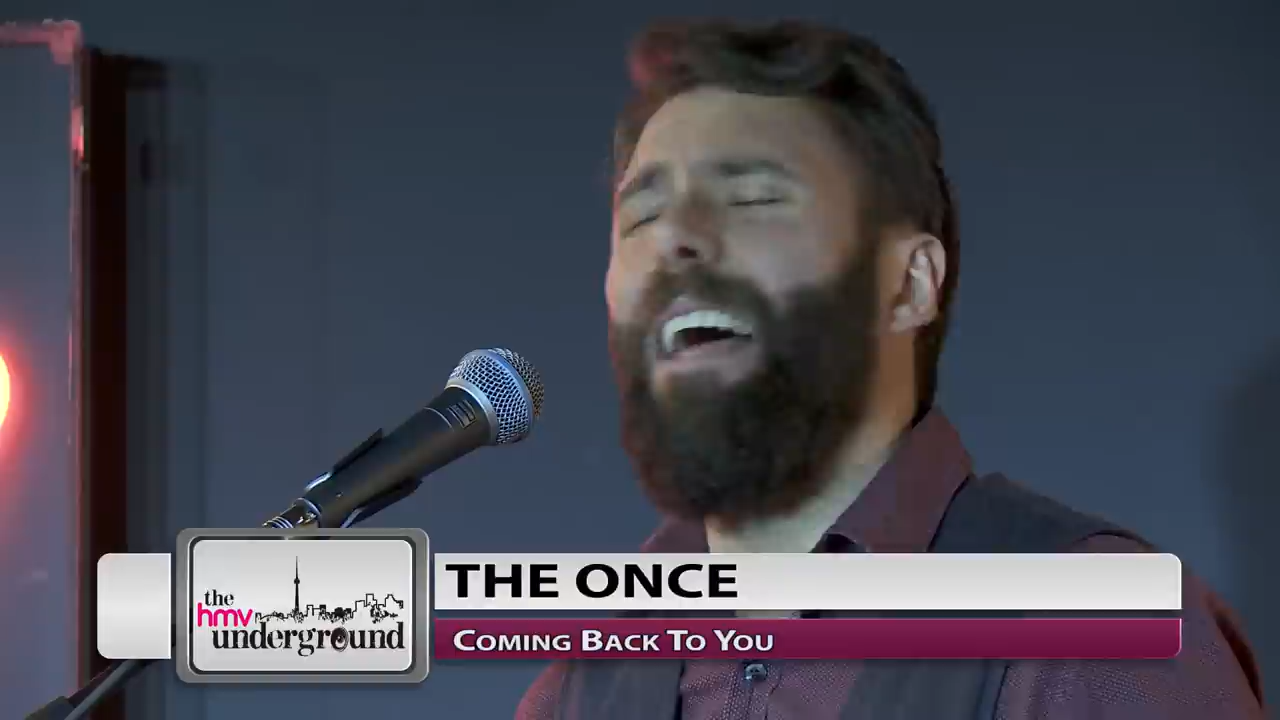 the
hmv
underground
THE ONCE
COMING BACK TO YOU